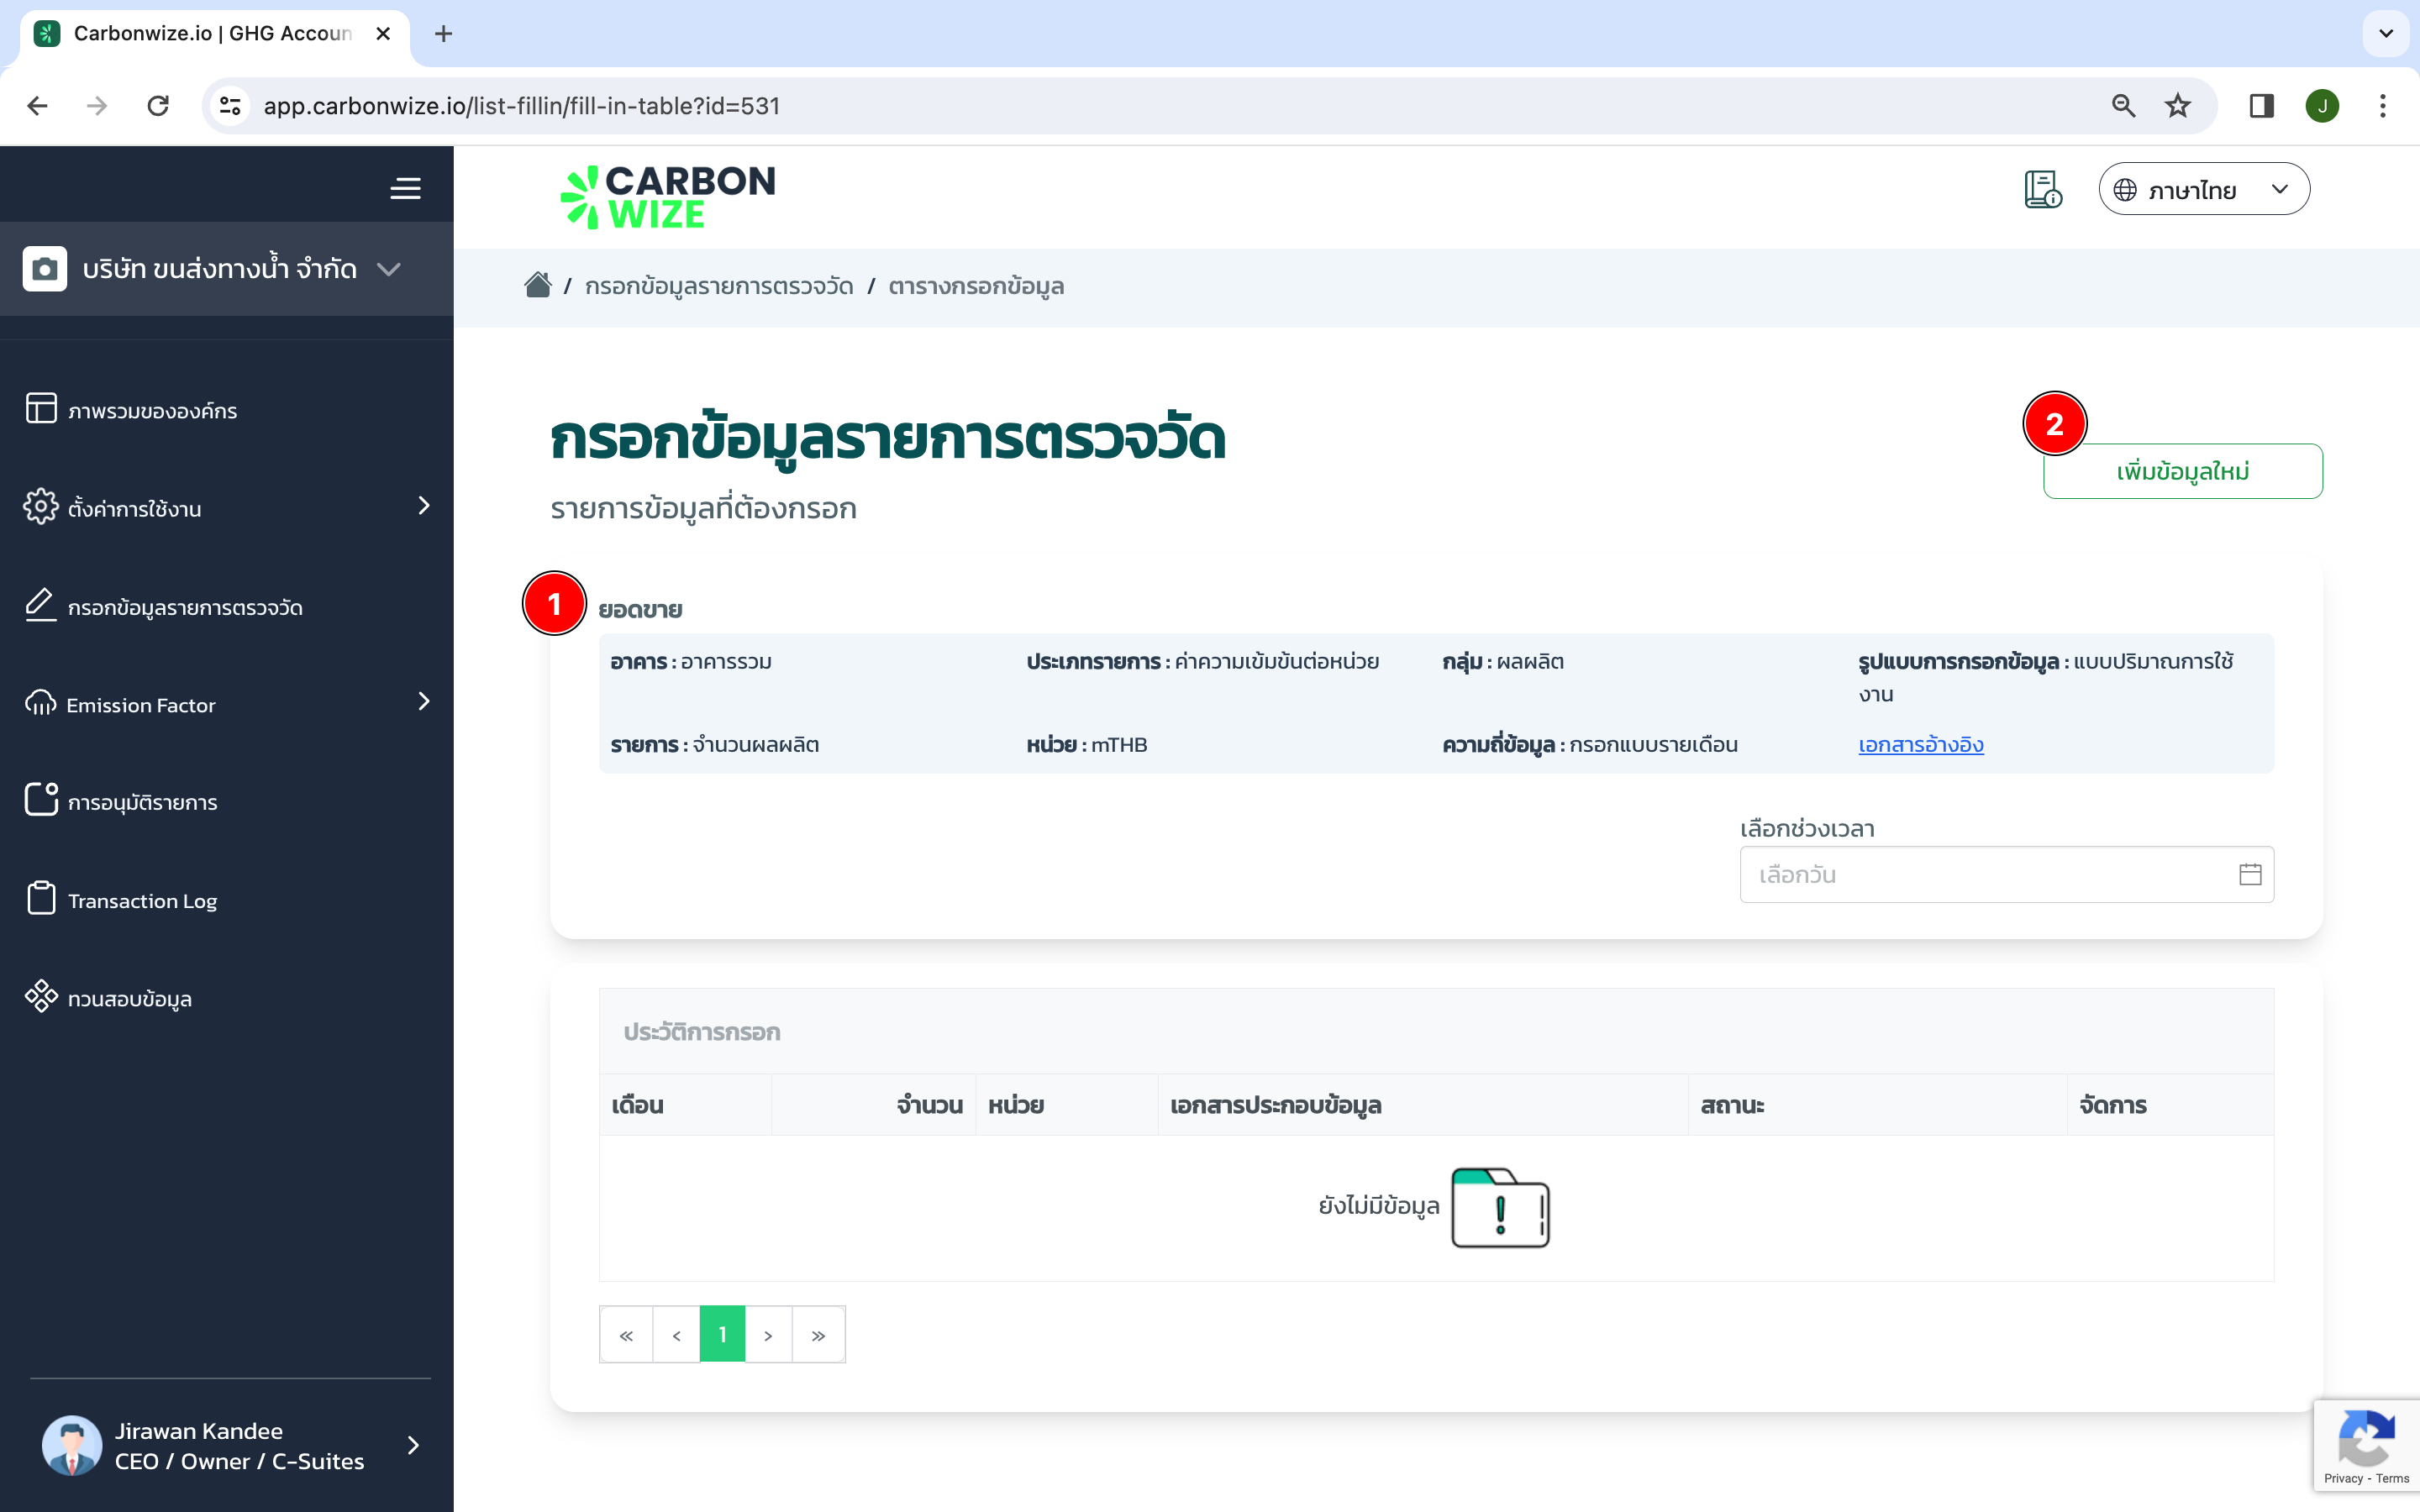 Carbonwize.io | GHG Accoun
app.carbonwize.io/list-fillin/fill-in-table?id=531
J
CARBON
WIZE
ภาษาไทย
บริษัท ขนส่งทางน้ำ จำกัด
/ กรอกข้อมูลรายการตรวจวัด / ตารางกรอกข้อมูล
ภาพรวมขององค์กร
ตั้งค่าการใช้งาน
กรอกข้อมูลรายการตรวจวัด
Emission Factor
การอนุมัติรายการ
Transaction Log
ทวนสอบข้อมูล
Jirawan Kandee
CEO / Owner / C-Suites
กรอกข้อมูลรายการตรวจวัด
รายการข้อมูลที่ต้องกรอก
2
เพิ่มข้อมูลใหม่
1
ยอดขาย
อาคาร : อาคารรวม ประเภทรายการ : ค่าความเข้มข้นต่อหน่วย กลุ่ม : ผลผลิต รูปแบบการกรอกข้อมูล : แบบปริมาณการใช้
งาน
รายการ : จำนวนผลผลิต หน่วย : mTHB ความถี่ข้อมูล : กรอกแบบรายเดือน เอกสารอ้างอิง
เลือกช่วงเวลา
เลือกวัน
ประวัติการกรอก
เดือน จำนวน หน่วย เอกสารประกอบข้อมูล สถานะ จัดการ
ยังไม่มีข้อมูล
« < 1 > »
Privacy - Terms